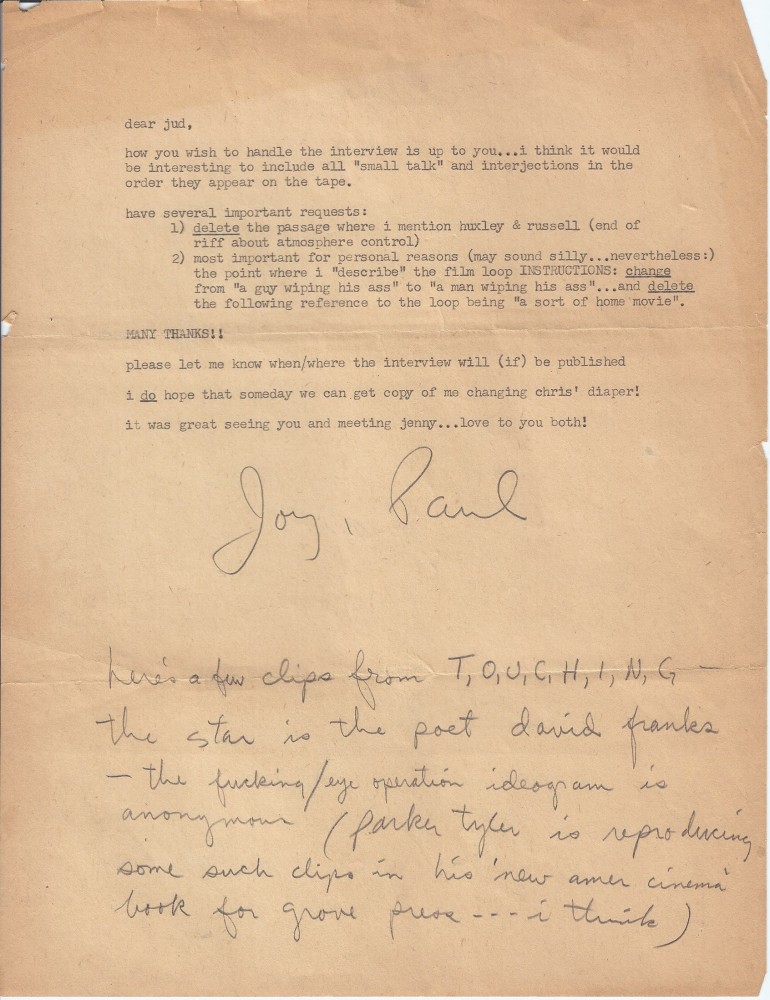 dear jud,
how you wish to handle the interview is up to you...i think it would
be interesting to include all "small talk" and interjections in the
order they appear on the tape.
have several important requests:
1) delete the passage where i mention huxley & russell (end of
riff about atmosphere control)
2) most important for personal reasons (may sound silly...nevertheless:)
the point where i "describe" the film loop INSTRUCTIONS: change
from "a guy wiping his ass" to "a man wiping his ass"...and delete
the following reference to the loop being "a sort of home movie".
MANY THANKS!!
please let me know when/where the interview will (if) be published
i do hope that someday we can get copy of me changing chris' diaper!
it was great seeing you and meeting jenny...love to you both!
Joy, Paul
here's a few clips from T,O,U,C,H,I,N,G —
the star is the poet david franks
— the fucking/eye operation ideogram is
anonymous (parker tyler is reproducing
some such clips in his 'new amer cinema'
book for grove press --- i think)